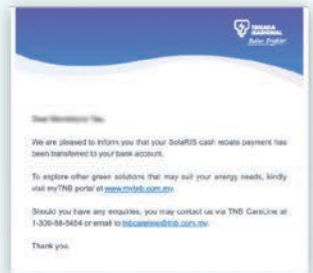 TENAGA
NASIONAL
Better. Brighter.
We are pleased to inform you that your SolaRIS cash rebate payment has
been transferred to your bank account.
To explore other green solutions that may suit your energy needs, kindly
visit myTNB portal at www.mytnb.com.my.
Should you have any enquiries, you may contact us via TNB CareLine at
1-300-88-5454 or email to tnbcareline@tnb.com.my.
Thank you.